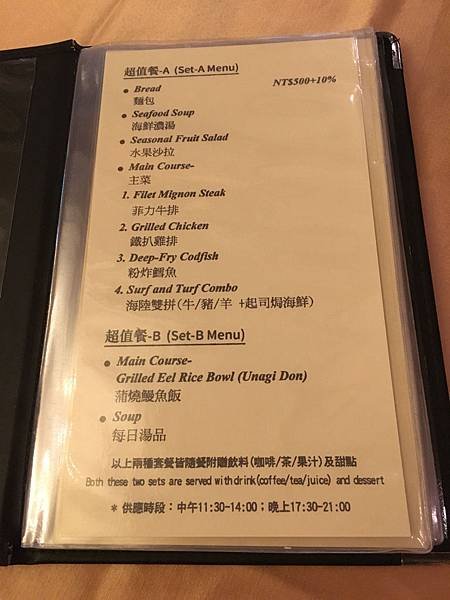 超值餐-A (Set-A Menu)
NT$500+10%
● Bread
麵包
● Seafood Soup
海鮮濃湯
● Seasonal Fruit Salad
水果沙拉
● Main Course-
主菜
1. Filet Mignon Steak
菲力牛排
2. Grilled Chicken
鐵扒雞排
3. Deep-Fry Codfish
粉炸鱈魚
4. Surf and Turf Combo
海陸雙拼(牛/豬/羊 +起司焗海鮮)
超值餐-B (Set-B Menu)
● Main Course-
Grilled Eel Rice Bowl (Unagi Don)
蒲燒鰻魚飯
● Soup
每日湯品
以上兩種套餐皆隨餐附贈飲料(咖啡/茶/果汁)及甜點
Both these two sets are served with drink(coffee/tea/juice) and dessert
* 供應時段：中午11:30-14:00；晚上17:30-21:00